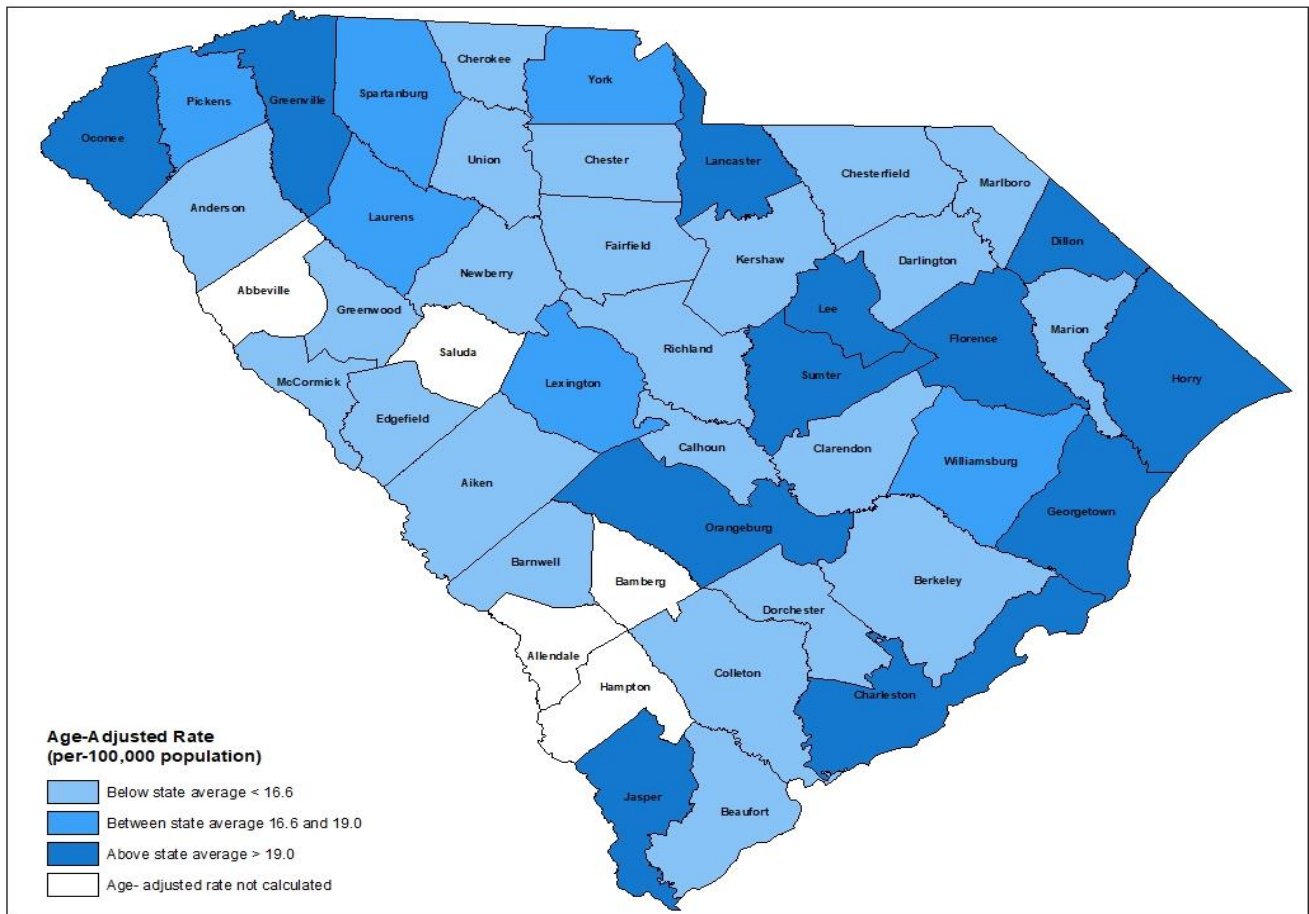 Cherokee
York
Spartanburg
Pickens
Greenville
Oconee
Union
Chester
Lancaster
Chesterfield
Marlboro
Anderson
Laurens
Fairfield
Kershaw
Darlington
Dillon
Newberry
Abbeville
Greenwood
Lee
Marion
Florence
Saluda
Richland
Sumter
Horry
McCormick
Lexington
Edgefield
Calhoun
Clarendon
Williamsburg
Aiken
Georgetown
Orangeburg
Barnwell
Bamberg
Berkeley
Dorchester
Allendale
Colleton
Hampton
Charleston
Jasper
Beaufort
Age-Adjusted Rate
(per-100,000 population)
Below state average < 16.6
Between state average 16.6 and 19.0
Above state average > 19.0
Age- adjusted rate not calculated